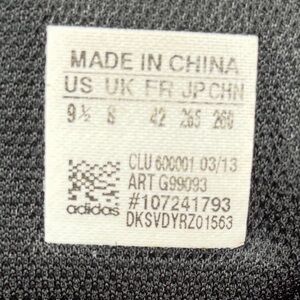 MADE IN CHINA
US UK FR JP CHN
9½ 8 42 265 260
CLU 600001 03/13
ART G99093
#107241793
adidas DKSVDYRZ01563